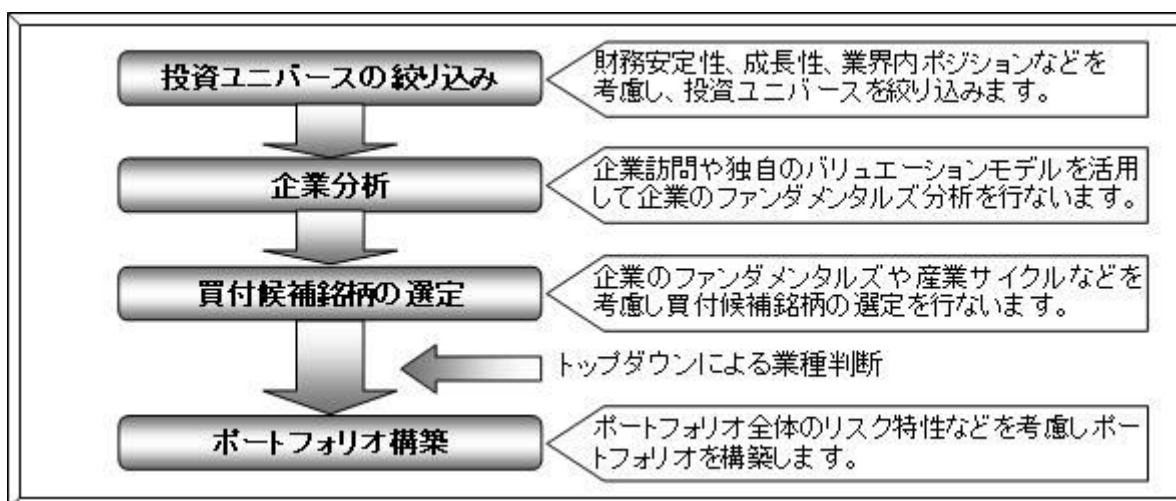 投資ユニバースの絞り込み
財務安定性、成長性、業界内ポジションなどを
考慮し、投資ユニバースを絞り込みます。
企業分析
企業訪問や独自のバリュエーションモデルを活用
して企業のファンダメンタルズ分析を行ないます。
買付候補銘柄の選定
企業のファンダメンタルズや産業サイクルなどを
考慮し買付候補銘柄の選定を行ないます。
トップダウンによる業種判断
ポートフォリオ構築
ポートフォリオ全体のリスク特性などを考慮しポー
トフォリオを構築します。